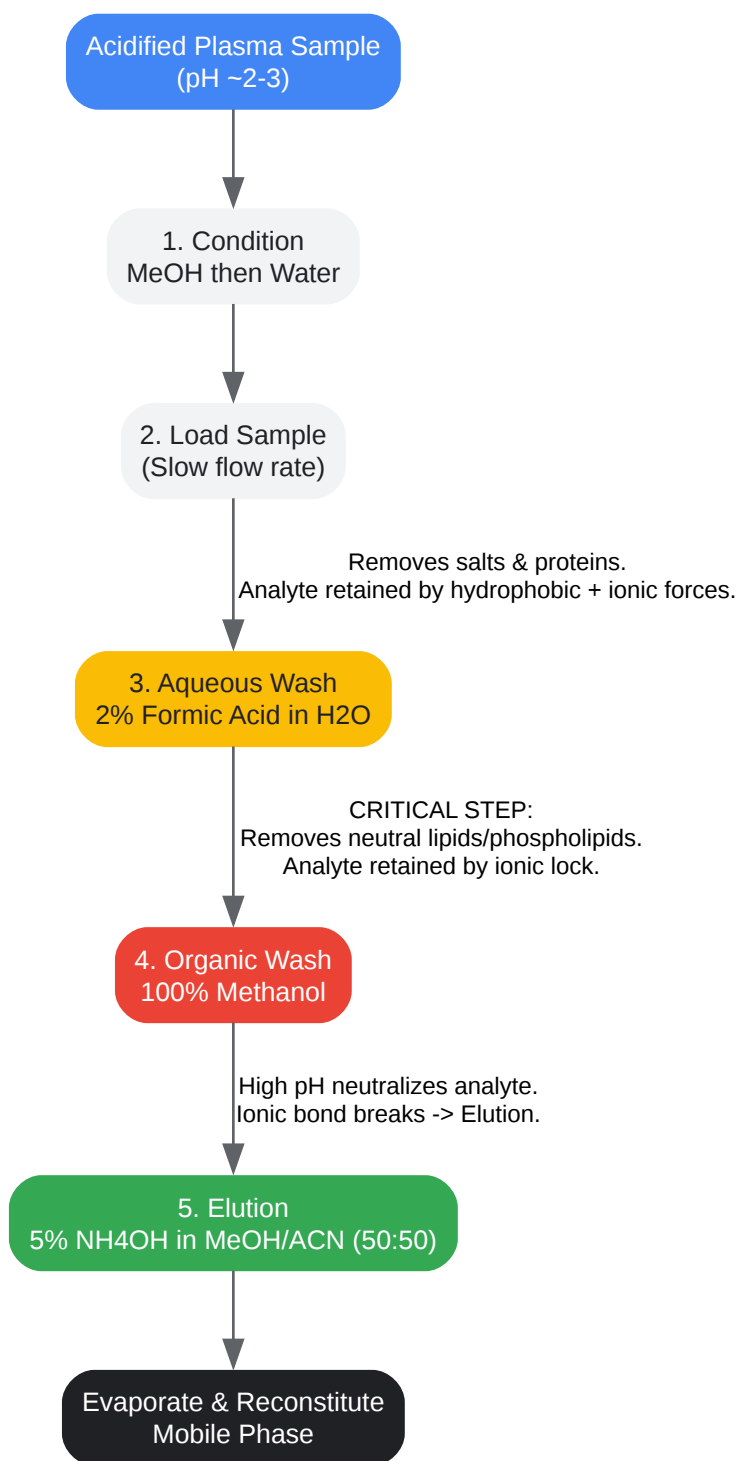 Acidified Plasma Sample
(pH ~2-3)
1. Condition
MeOH then Water
2. Load Sample
(Slow flow rate)
Removes salts & proteins.
Analyte retained by hydrophobic + ionic forces.
3. Aqueous Wash
2% Formic Acid in H2O
CRITICAL STEP:
Removes neutral lipids/phospholipids.
Analyte retained by ionic lock.
4. Organic Wash
100% Methanol
High pH neutralizes analyte.
Ionic bond breaks -> Elution.
5. Elution
5% NH4OH in MeOH/ACN (50:50)
Evaporate & Reconstitute
Mobile Phase